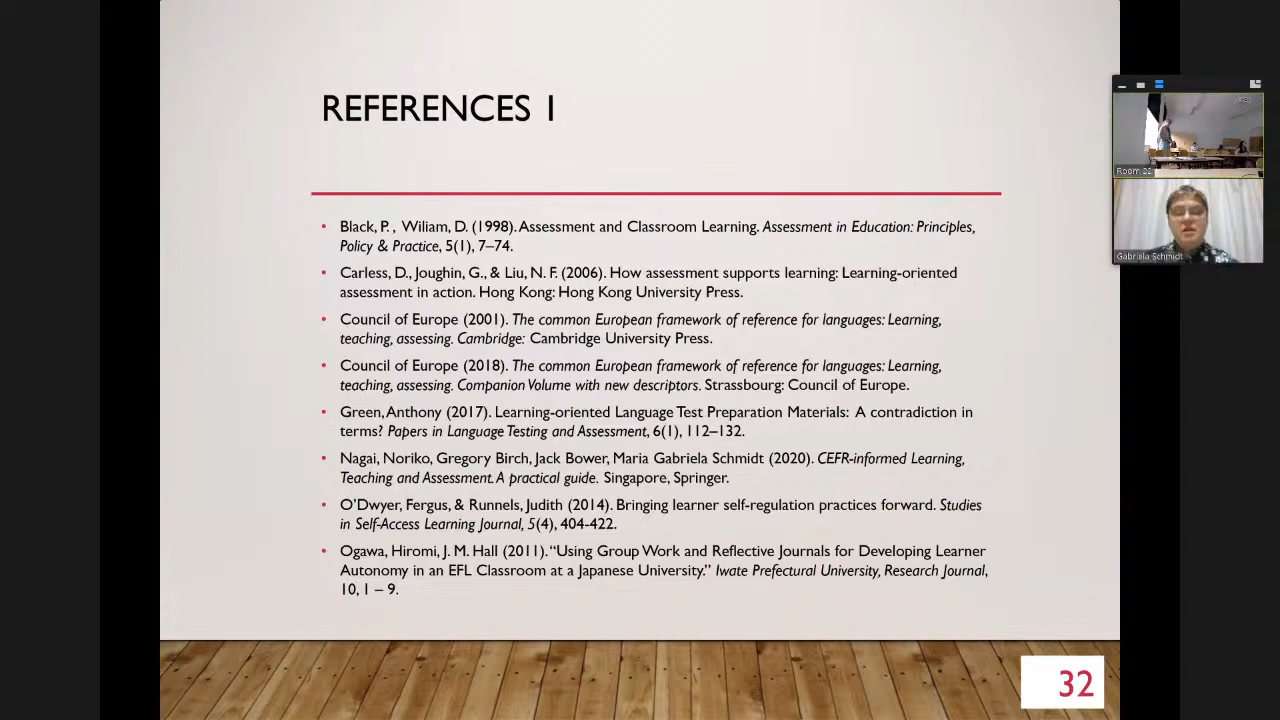 REFERENCES 1
• Black, P. , Wiliam, D. (1998). Assessment and Classroom Learning. Assessment in Education: Principles,
Policy & Practice, 5(1), 7–74.
• Carless, D., Joughin, G., & Liu, N. F. (2006). How assessment supports learning: Learning-oriented
assessment in action. Hong Kong: Hong Kong University Press.
• Council of Europe (2001). The common European framework of reference for languages: Learning,
teaching, assessing. Cambridge: Cambridge University Press.
• Council of Europe (2018). The common European framework of reference for languages: Learning,
teaching, assessing. Companion Volume with new descriptors. Strassbourg: Council of Europe.
• Green, Anthony (2017). Learning-oriented Language Test Preparation Materials: A contradiction in
terms? Papers in Language Testing and Assessment, 6(1), 112–132.
• Nagai, Noriko, Gregory Birch, Jack Bower, Maria Gabriela Schmidt (2020). CEFR-informed Learning,
Teaching and Assessment. A practical guide. Singapore, Springer.
• O'Dwyer, Fergus, & Runnels, Judith (2014). Bringing learner self-regulation practices forward. Studies
in Self-Access Learning Journal, 5(4), 404-422.
• Ogawa, Hiromi, J. M. Hall (2011). “Using Group Work and Reflective Journals for Developing Learner
Autonomy in an EFL Classroom at a Japanese University.” Iwate Prefectural University, Research Journal,
10, 1 – 9.
32
Room 22
Gabriela Schmidt